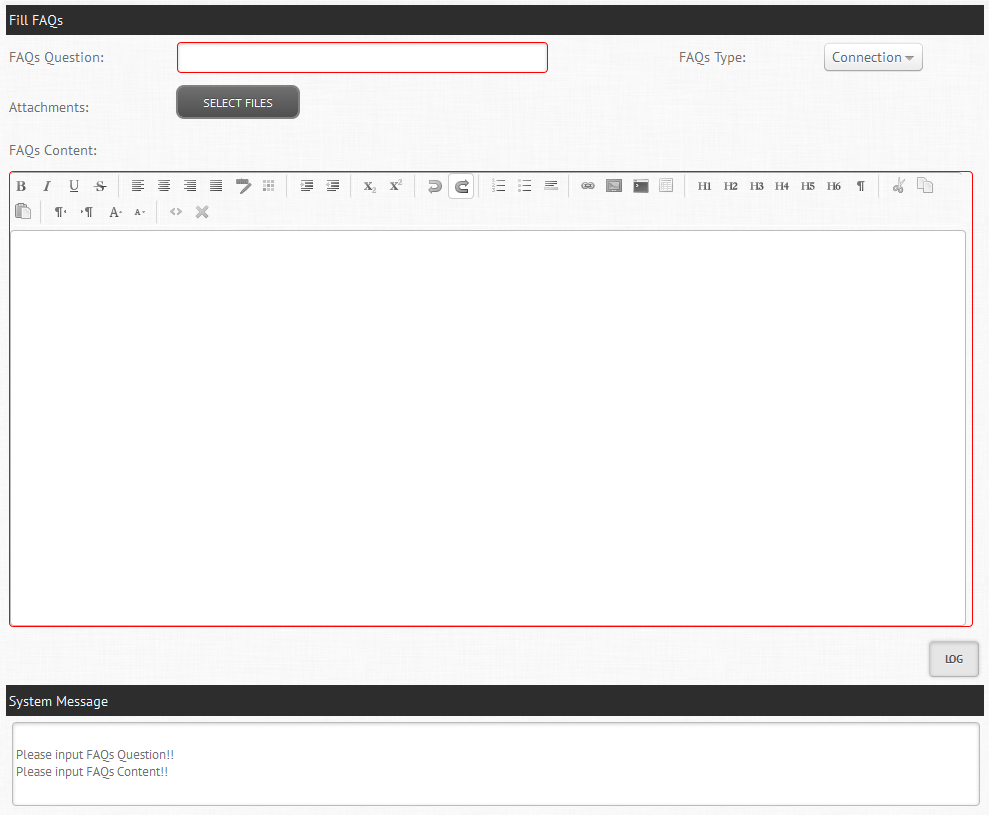 Fill FAQs
FAQs Question:
FAQs Type: Connection
Attachments: SELECT FILES
FAQs Content:
B I U S X₂ X² H1 H2 H3 H4 H5 H6 ¶
¶ ¶ A A
LOG
System Message
Please input FAQs Question!!
Please input FAQs Content!!